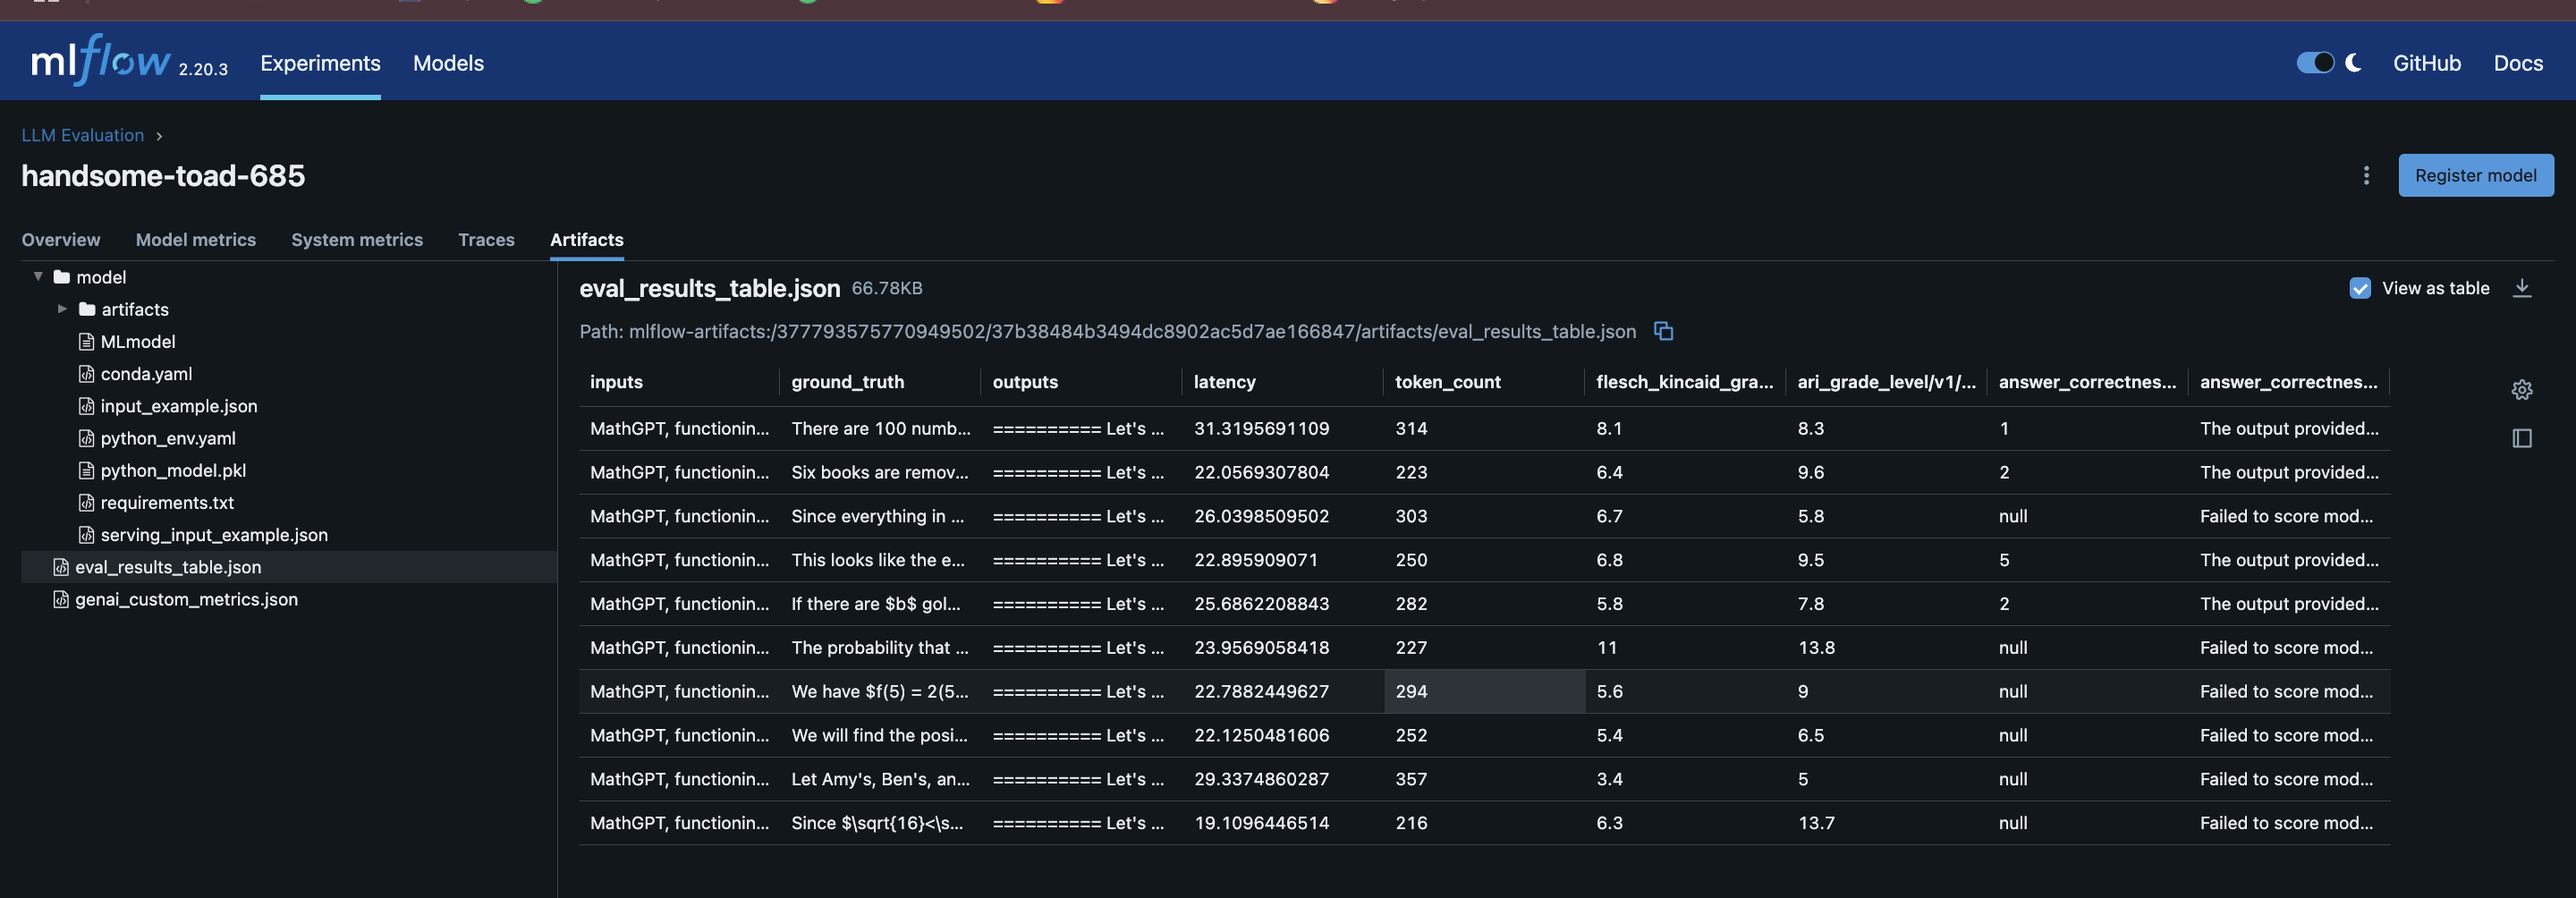 mlflow 2.20.3 Experiments Models GitHub Docs
LLM Evaluation
handsome-toad-685
Register model
Overview Model metrics System metrics Traces Artifacts
model
artifacts
MLmodel
conda.yaml
input_example.json
python_env.yaml
python_model.pkl
requirements.txt
serving_input_example.json
eval_results_table.json
genai_custom_metrics.json
eval_results_table.json 66.78KB
View as table
Path: mlflow-artifacts:/377793575770949502/37b38484b3494dc8902ac5d7ae166847/artifacts/eval_results_table.json
inputs ground_truth outputs latency token_count flesch_kincaid_gra... ari_grade_level/v1/... answer_correctnes... answer_correctnes...
MathGPT, functionin... There are 100 numb... ========== Let's ... 31.3195691109 314 8.1 8.3 1 The output provided...
MathGPT, functionin... Six books are remov... ========== Let's ... 22.0569307804 223 6.4 9.6 2 The output provided...
MathGPT, functionin... Since everything in ... ========== Let's ... 26.0398509502 303 6.7 5.8 null Failed to score mod...
MathGPT, functionin... This looks like the e... ========== Let's ... 22.895909071 250 6.8 9.5 5 The output provided...
MathGPT, functionin... If there are $b$ gol... ========== Let's ... 25.6862208843 282 5.8 7.8 2 The output provided...
MathGPT, functionin... The probability that ... ========== Let's ... 23.9569058418 227 11 13.8 null Failed to score mod...
MathGPT, functionin... We have $f(5) = 2(5... ========== Let's ... 22.7882449627 294 5.6 9 null Failed to score mod...
MathGPT, functionin... We will find the posi... ========== Let's ... 22.1250481606 252 5.4 6.5 null Failed to score mod...
MathGPT, functionin... Let Amy's, Ben's, an... ========== Let's ... 29.3374860287 357 3.4 5 null Failed to score mod...
MathGPT, functionin... Since $\sqrt{16}<\s... ========== Let's ... 19.1096446514 216 6.3 13.7 null Failed to score mod...